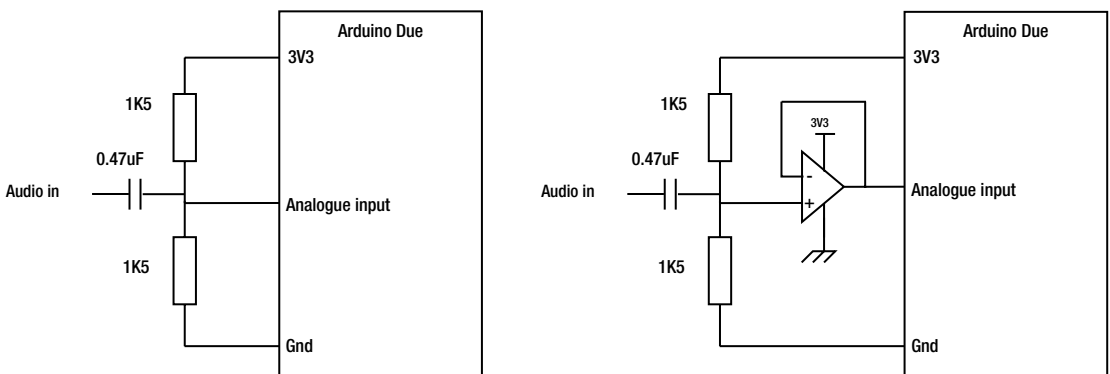 Arduino Due
3V3
1K5
0.47uF
Audio in
Analogue input
1K5
Gnd
Arduino Due
3V3
1K5
3V3
0.47uF
-
Audio in
+
Analogue input
1K5
Gnd